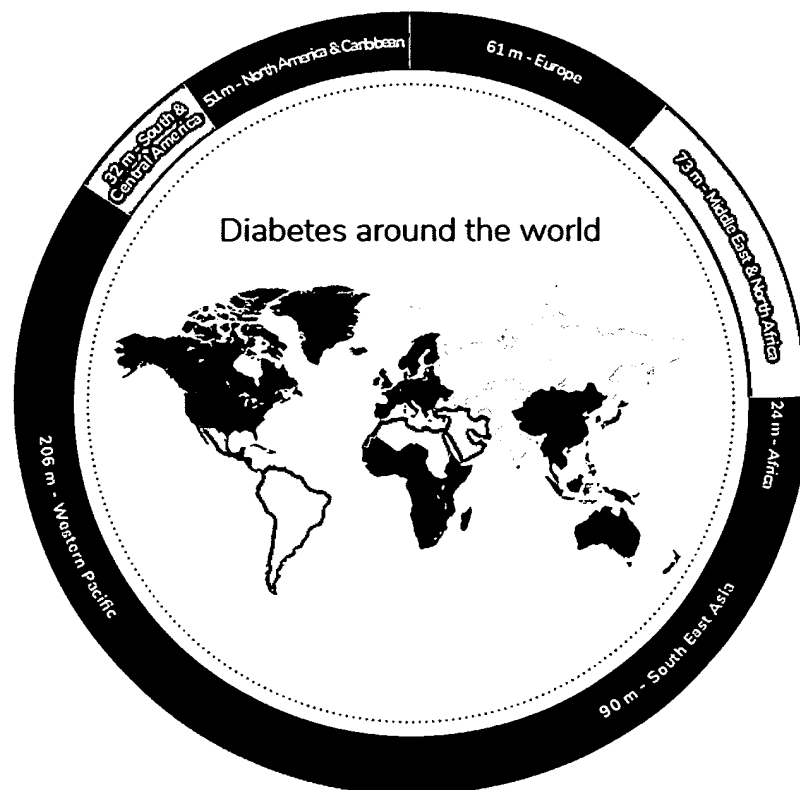 Diabetes around the world
61 m - Europe
73 m - Middle East & North Africa
24 m - Africa
90 m - South East Asia
206 m - Western Pacific
32 m - South &
Central America
51 m - North America & Caribbean